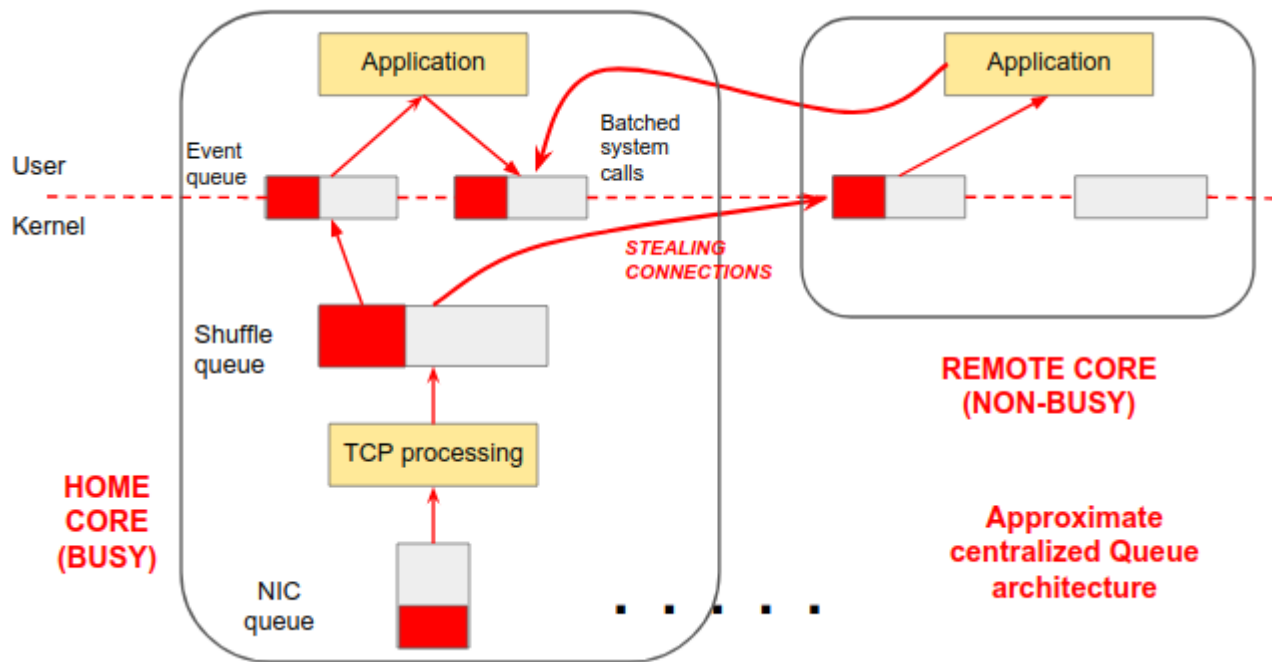 Application
Application
Event
queue
Batched
system
calls
User
Kernel
STEALING
CONNECTIONS
Shuffle
queue
REMOTE CORE
(NON-BUSY)
TCP processing
HOME
CORE
(BUSY)
Approximate
centralized Queue
architecture
NIC
queue
. . . . .